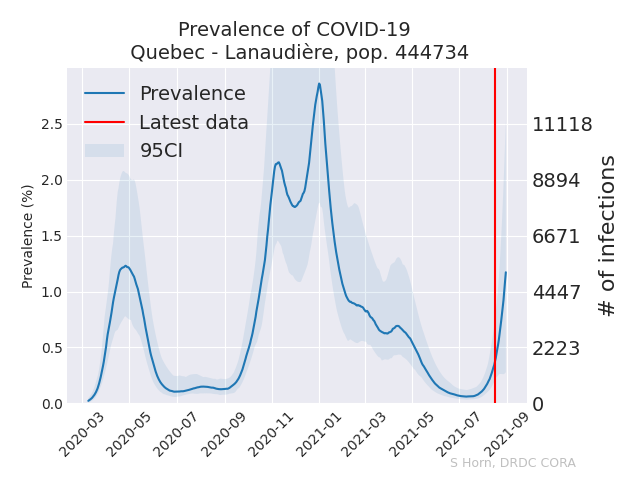 Prevalence of COVID-19
Quebec - Lanaudière, pop. 444734
Prevalence
Latest data
95CI
Prevalence (%)
2.5
2.0
1.5
1.0
0.5
0.0
11118
8894
6671
4447
2223
0
# of infections
2020-03
2020-05
2020-07
2020-09
2020-11
2021-01
2021-03
2021-05
2021-07
2021-09
S Horn, DRDC CORA